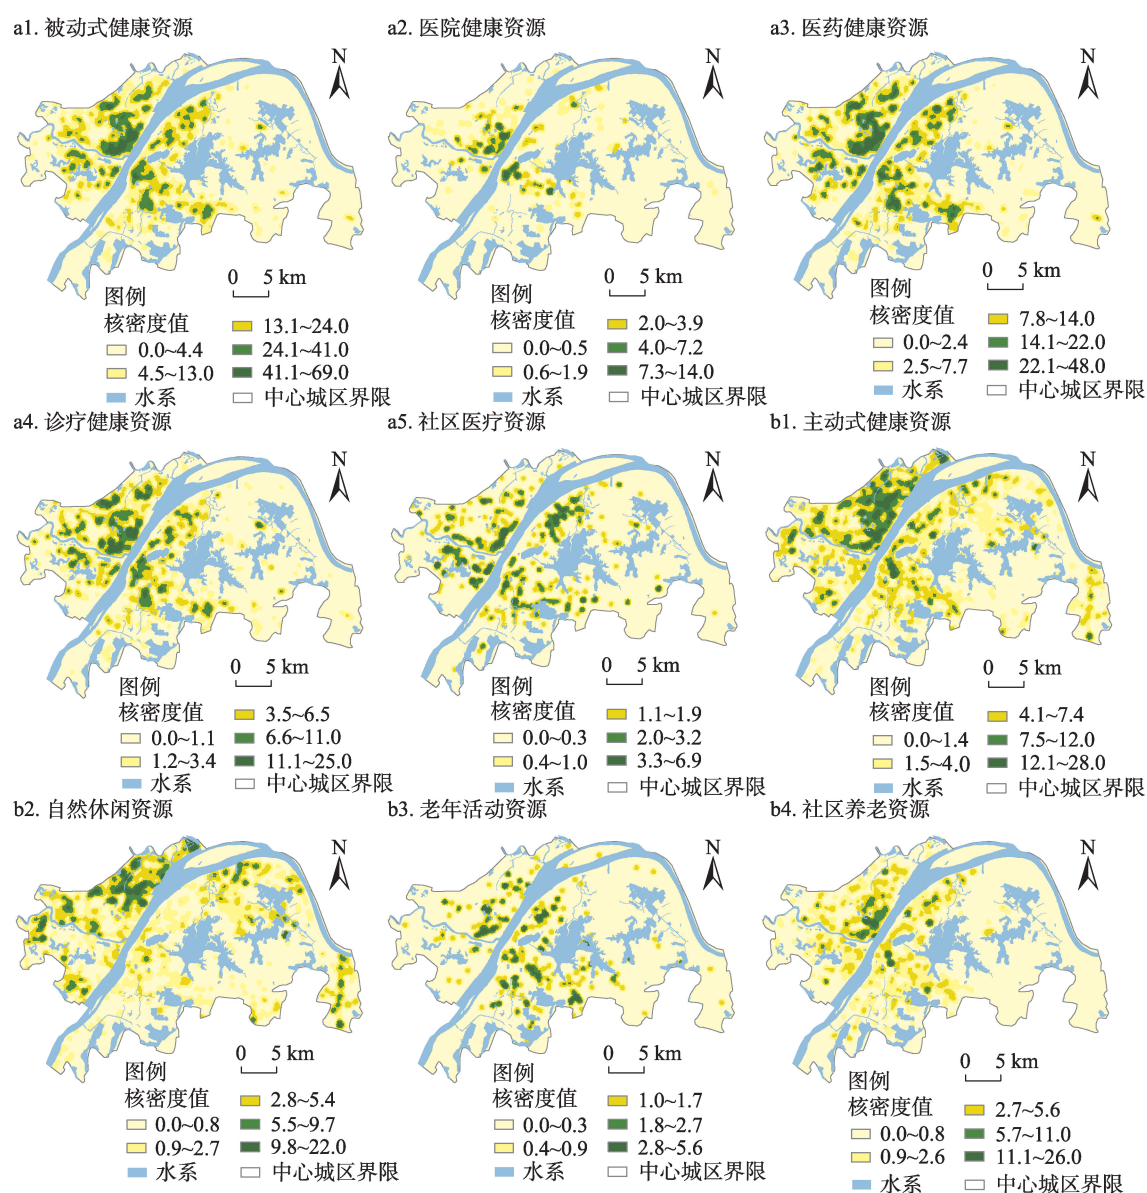 a1. 被动式健康资源
N
0 5 km
图例
核密度值
0.0~4.4
4.5~13.0
13.1~24.0
24.1~41.0
41.1~69.0
水系
中心城区界限
a2. 医院健康资源
N
0 5 km
图例
核密度值
0.0~0.5
0.6~1.9
2.0~3.9
4.0~7.2
7.3~14.0
水系
中心城区界限
a3. 医药健康资源
N
0 5 km
图例
核密度值
0.0~2.4
2.5~7.7
7.8~14.0
14.1~22.0
22.1~48.0
水系
中心城区界限
a4. 诊疗健康资源
N
0 5 km
图例
核密度值
0.0~1.1
1.2~3.4
3.5~6.5
6.6~11.0
11.1~25.0
水系
中心城区界限
a5. 社区医疗资源
N
0 5 km
图例
核密度值
0.0~0.3
0.4~1.0
1.1~1.9
2.0~3.2
3.3~6.9
水系
中心城区界限
b1. 主动式健康资源
N
0 5 km
图例
核密度值
0.0~1.4
1.5~4.0
4.1~7.4
7.5~12.0
12.1~28.0
水系
中心城区界限
b2. 自然休闲资源
N
0 5 km
图例
核密度值
0.0~0.8
0.9~2.7
2.8~5.4
5.5~9.7
9.8~22.0
水系
中心城区界限
b3. 老年活动资源
N
0 5 km
图例
核密度值
0.0~0.3
0.4~0.9
1.0~1.7
1.8~2.7
2.8~5.6
水系
中心城区界限
b4. 社区养老资源
N
0 5 km
图例
核密度值
0.0~0.8
0.9~2.6
2.7~5.6
5.7~11.0
11.1~26.0
水系
中心城区界限